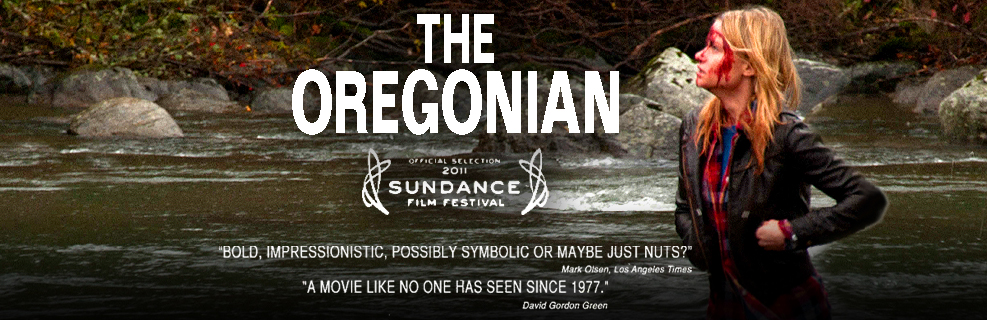 THE
OREGONIAN
OFFICIAL SELECTION
2011
SUNDANCE
FILM FESTIVAL
"BOLD, IMPRESSIONISTIC, POSSIBLY SYMBOLIC OR MAYBE JUST NUTS?"
Mark Olsen, Los Angeles Times
"A MOVIE LIKE NO ONE HAS SEEN SINCE 1977."
David Gordon Green